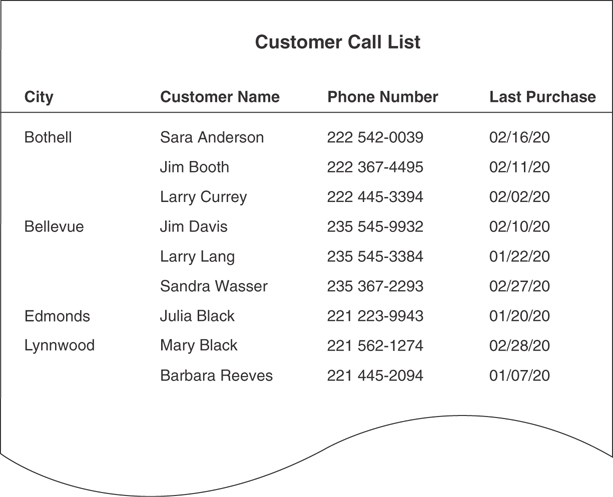 Customer Call List
City Customer Name Phone Number Last Purchase
Bothell Sara Anderson 222 542-0039 02/16/20
Jim Booth 222 367-4495 02/11/20
Larry Currey 222 445-3394 02/02/20
Bellevue Jim Davis 235 545-9932 02/10/20
Larry Lang 235 545-3384 01/22/20
Sandra Wasser 235 367-2293 02/27/20
Edmonds Julia Black 221 223-9943 01/20/20
Lynnwood Mary Black 221 562-1274 02/28/20
Barbara Reeves 221 445-2094 01/07/20